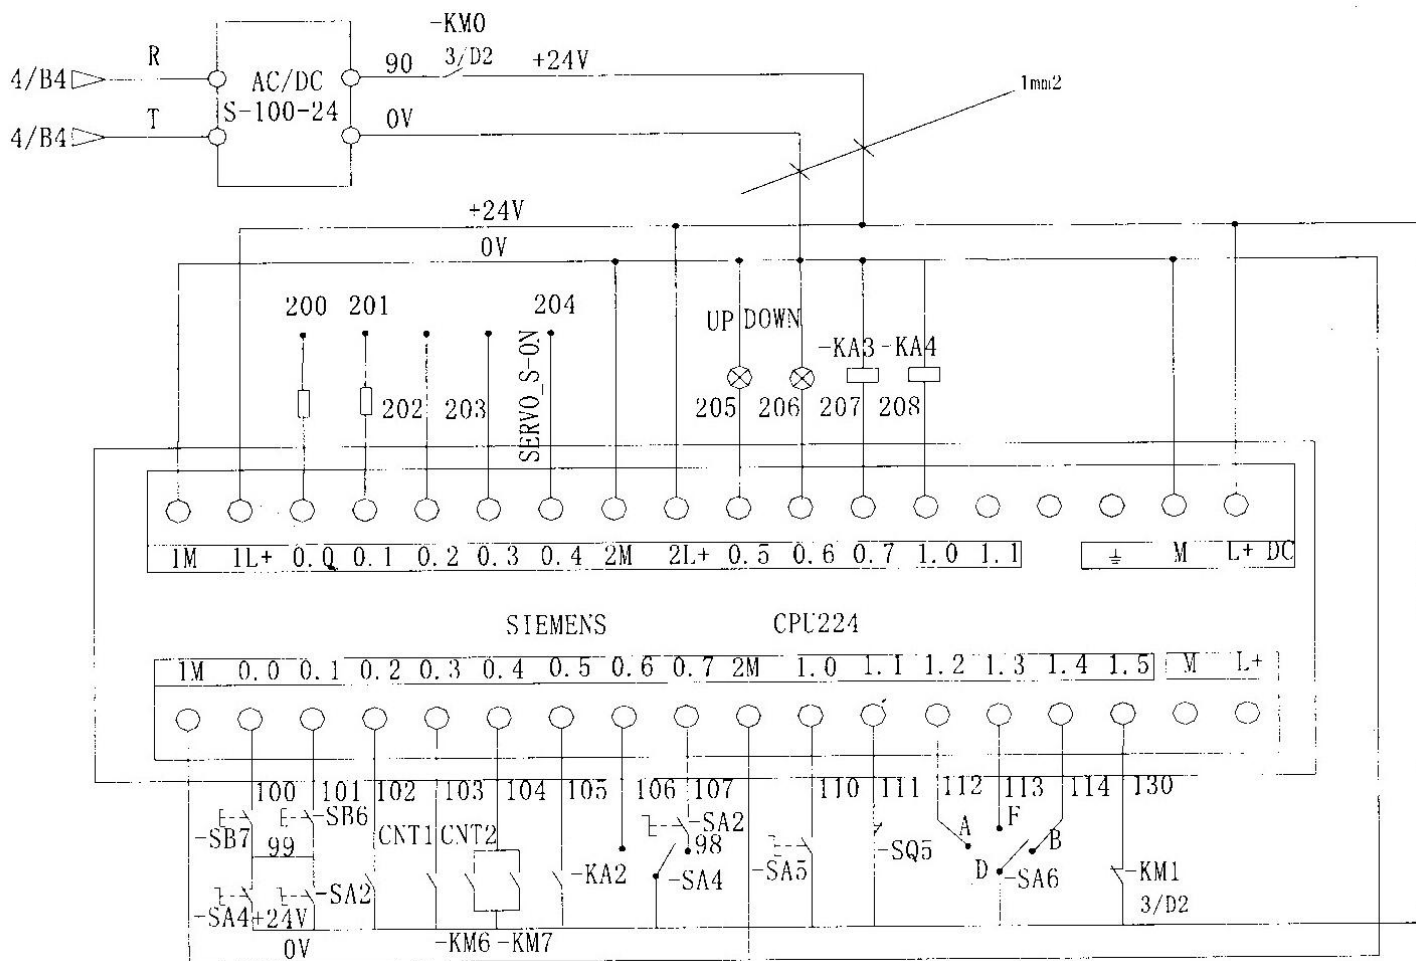 -KM0
R
3/D2
90
+24V
4/B4
AC/DC
1mm2
S-100-24
T
0V
4/B4
+24V
0V
200
201
204
UP
DOWN
-KA3
-KA4
202
203
SERVO_S-ON
205
206
207
208
1M 1L+ 0.0 0.1 0.2 0.3 0.4 2M 2L+ 0.5 0.6 0.7 1.0 1.1
⏚ M L+ DC
SIEMENS CPU224
1M 0.0 0.1 0.2 0.3 0.4 0.5 0.6 0.7 2M 1.0 1.1 1.2 1.3 1.4 1.5 M L+
100 101 102 103 104 105 106 107 110 111 112 113 114 130
-SB7
-SB6
99
CNT1
CNT2
-SA2
98
A
F
B
D
-SQ5
-KA2
-SA4
-SA5
-SA6
-KM1
3/D2
-SA4
+24V
-SA2
0V
-KM6
-KM7